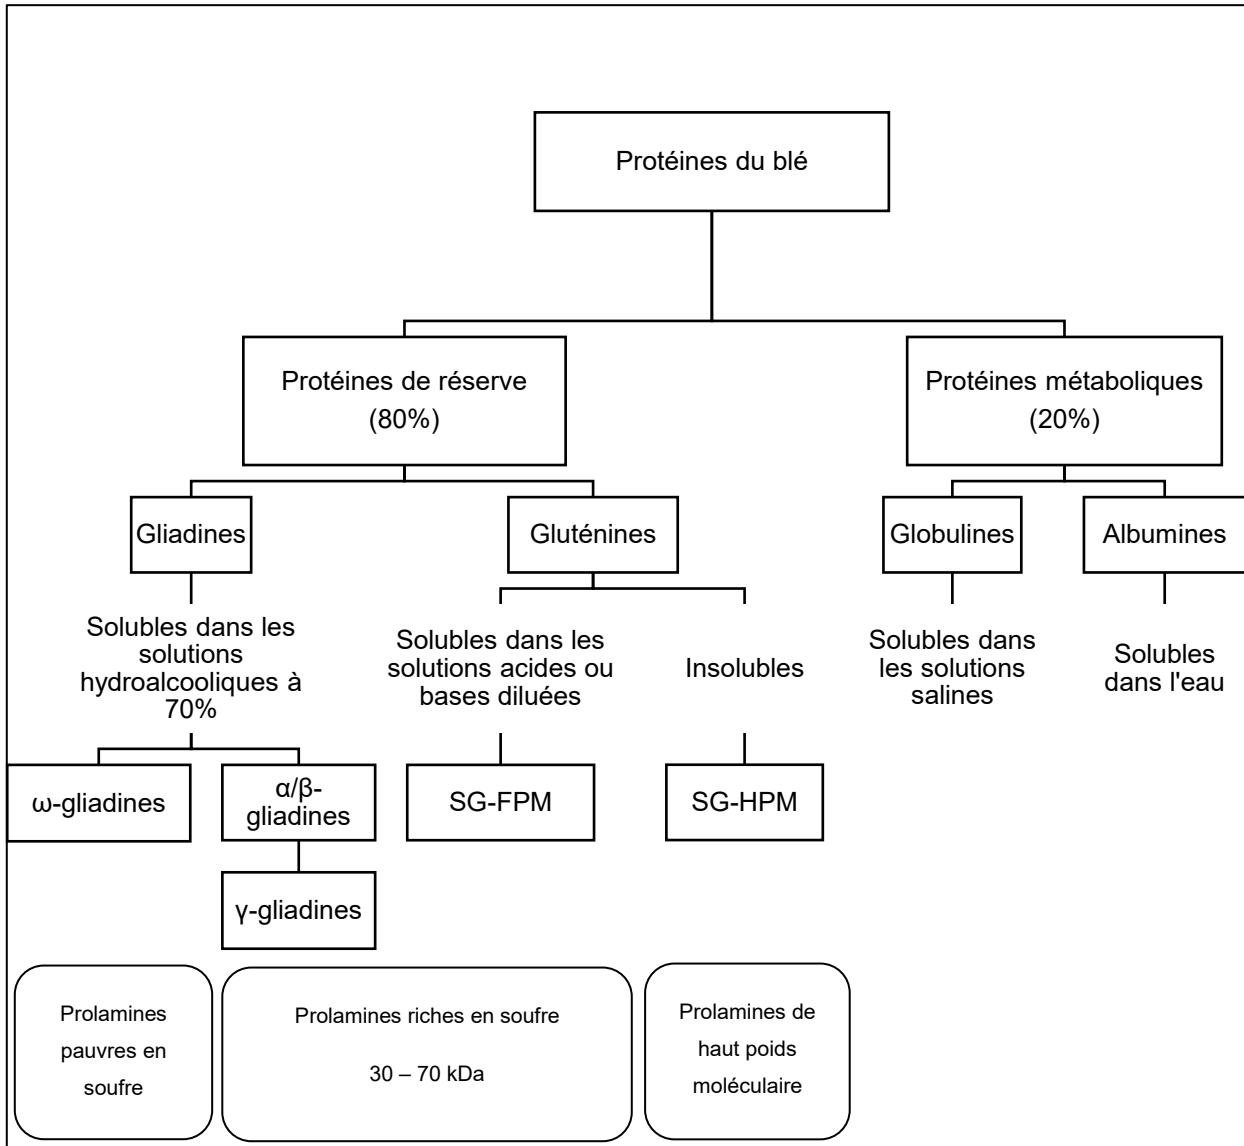 Protéines du blé
Protéines de réserve
(80%)
Protéines métaboliques
(20%)
Gliadines
Gluténines
Globulines
Albumines
Solubles dans les
solutions
hydroalcooliques à
70%
Solubles dans les
solutions acides ou
bases diluées
Insolubles
Solubles dans
les solutions
salines
Solubles
dans l'eau
ω-gliadines
α/β-
gliadines
SG-FPM
SG-HPM
γ-gliadines
Prolamines
pauvres en
soufre
Prolamines riches en soufre
30 – 70 kDa
Prolamines de
haut poids
moléculaire